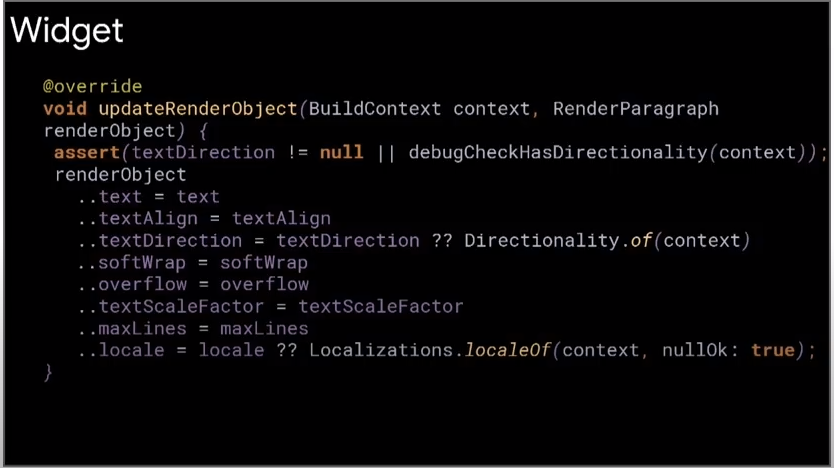 Widget
@override
void updateRenderObject(BuildContext context, RenderParagraph
renderObject) {
assert(textDirection != null || debugCheckHasDirectionality(context));
renderObject
..text = text
..textAlign = textAlign
..textDirection = textDirection ?? Directionality.of(context)
..softWrap = softWrap
..overflow = overflow
..textScaleFactor = textScaleFactor
..maxLines = maxLines
..locale = locale ?? Localizations.localeOf(context, nullOk: true);
}